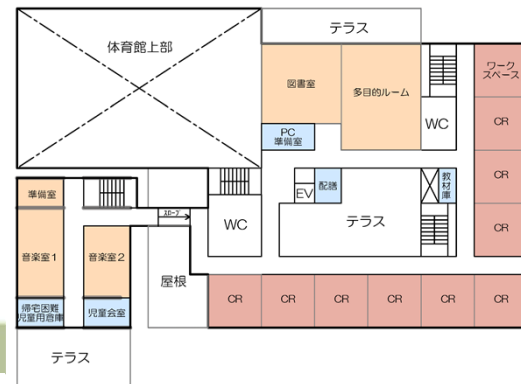 テラス
体育館上部
図書室
多目的ルーム
ワーク
スペース
WC
CR
PC
準備室
CR
EV
配膳
教
材
庫
準備室
スロープ
WC
テラス
CR
音楽室1
音楽室2
屋根
帰宅困難
児童用倉庫
児童会室
CR
CR
CR
CR
CR
CR
テラス